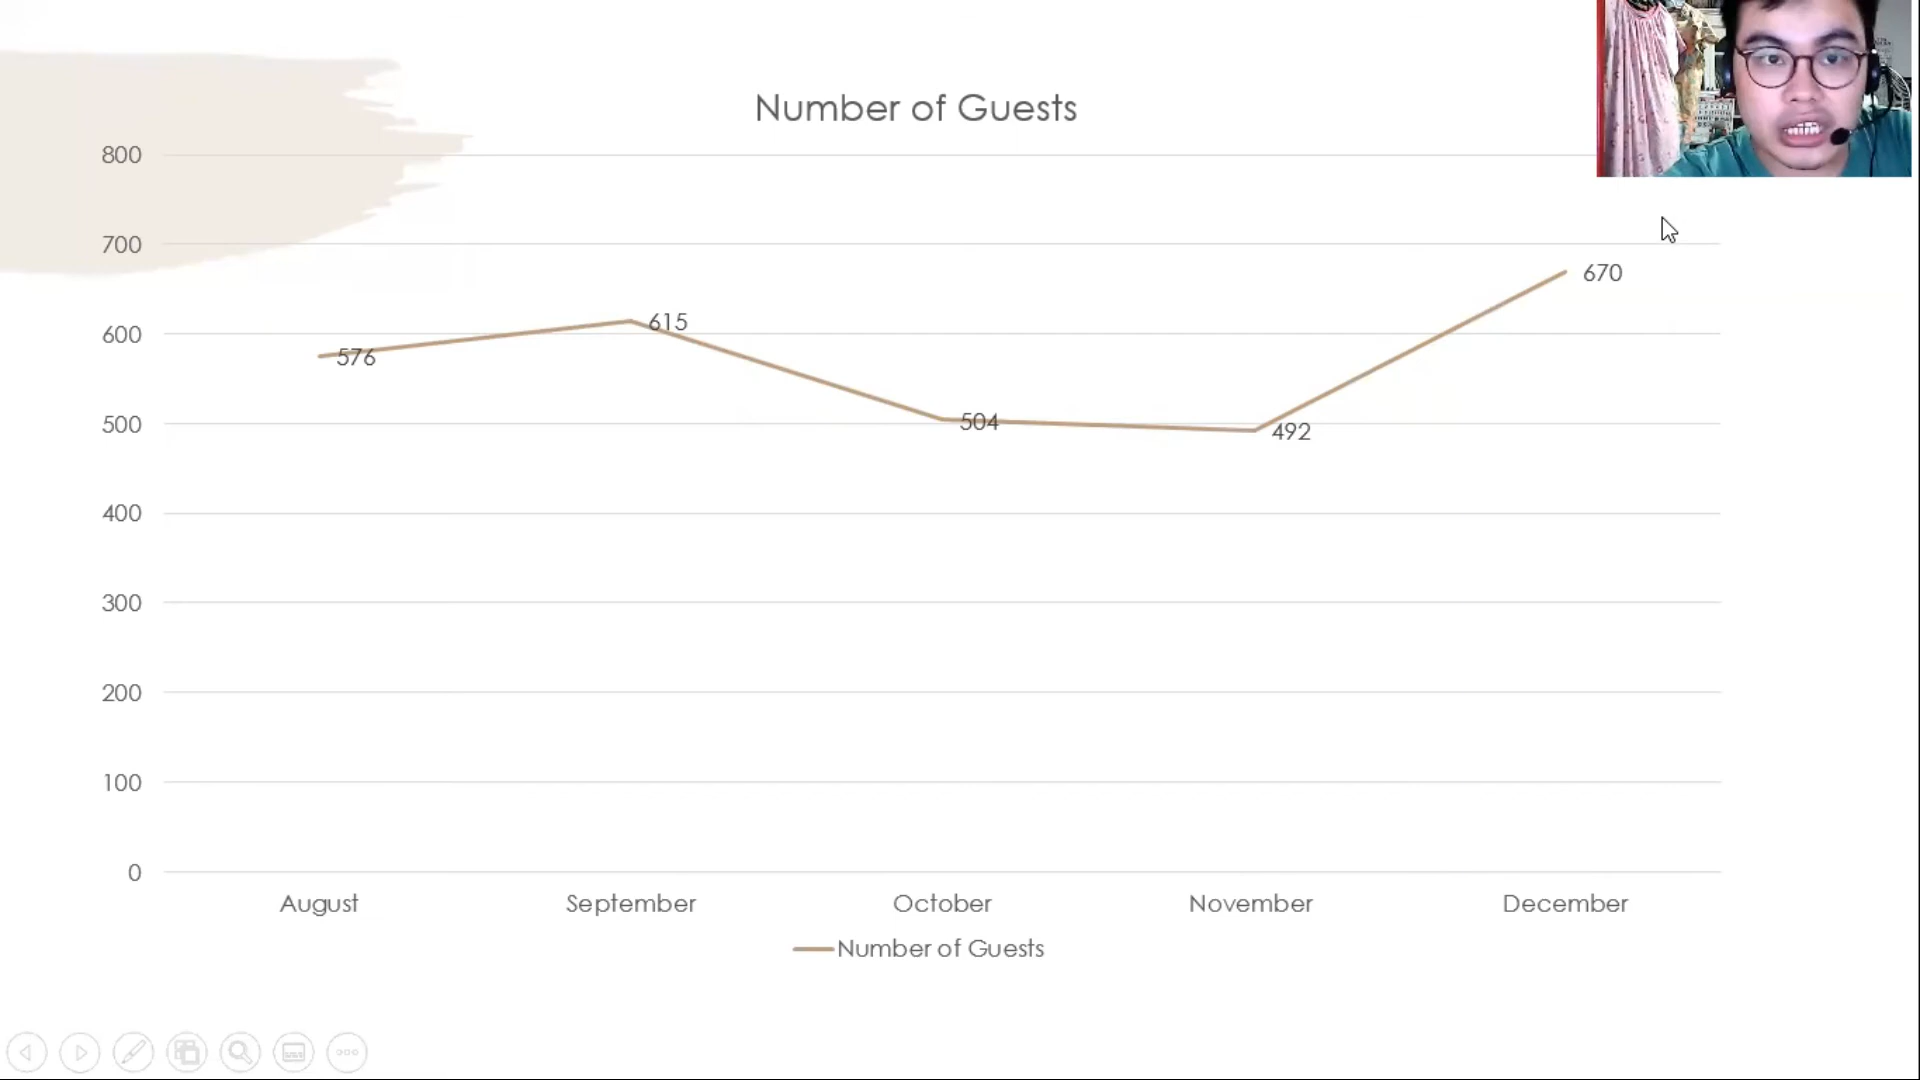 Number of Guests
800
700
600
500
400
300
200
100
0
576
615
504
492
670
August
September
October
November
December
Number of Guests